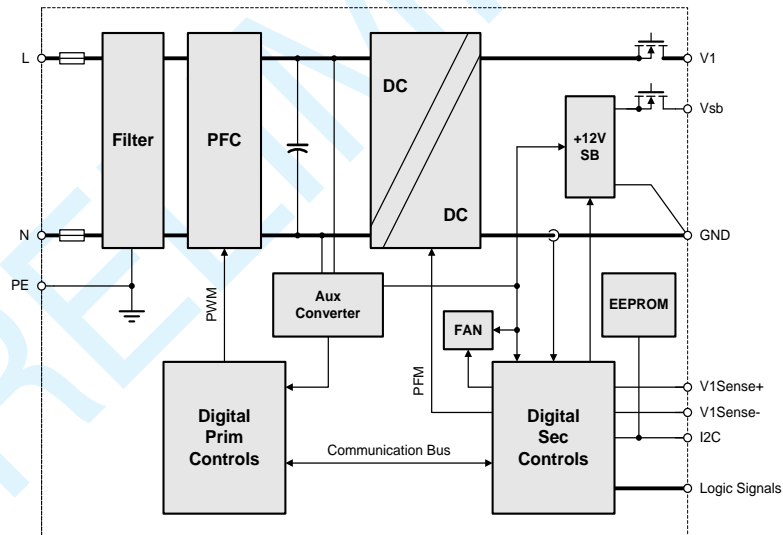 L
V1
DC
Vsb
Filter
PFC
+12V
SB
DC
N
GND
PE
PWM
Aux
Converter
EEPROM
FAN
PFM
V1Sense+
V1Sense-
Digital
Prim
Controls
Digital
Sec
Controls
I2C
Communication Bus
Logic Signals